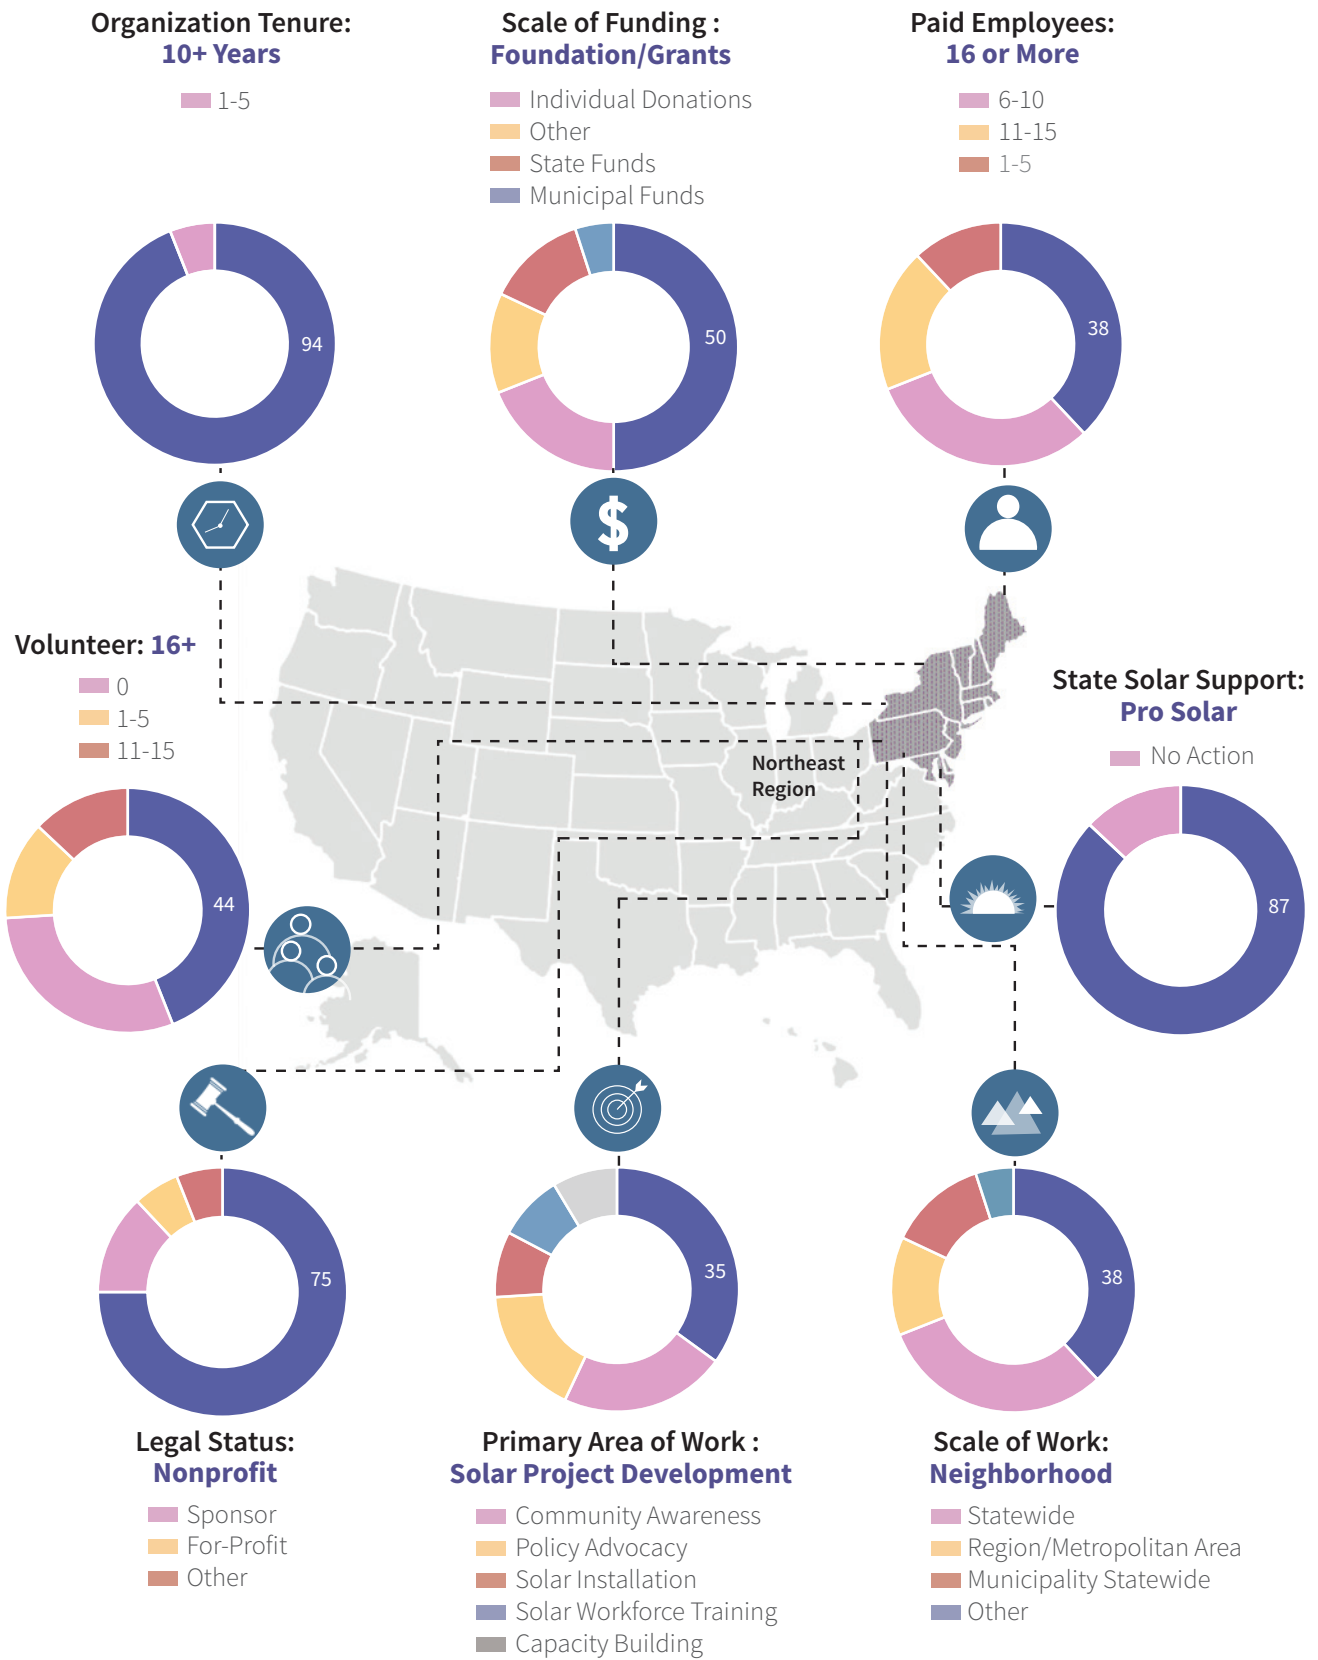 Organization Tenure:
10+ Years
1-5
94
Scale of Funding :
Foundation/Grants
Individual Donations
Other
State Funds
Municipal Funds
50
$
Paid Employees:
16 or More
6-10
11-15
1-5
38
Volunteer: 16+
0
1-5
11-15
44
Northeast
Region
State Solar Support:
Pro Solar
No Action
87
75
Legal Status:
Nonprofit
Sponsor
For-Profit
Other
35
Primary Area of Work :
Solar Project Development
Community Awareness
Policy Advocacy
Solar Installation
Solar Workforce Training
Capacity Building
38
Scale of Work:
Neighborhood
Statewide
Region/Metropolitan Area
Municipality Statewide
Other